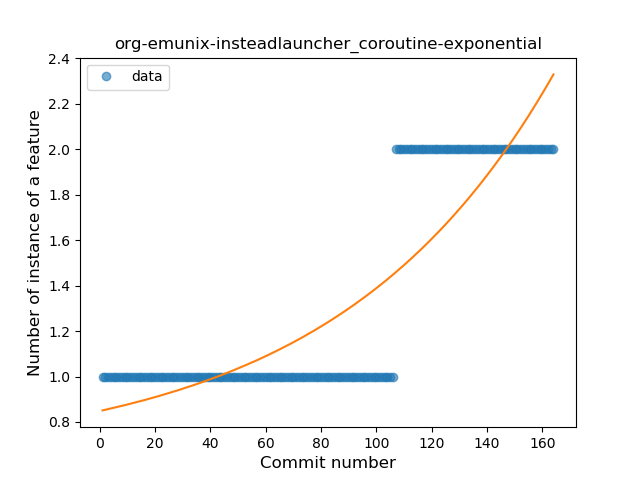 org-emunix-insteadlauncher_coroutine-exponential
data
Number of instance of a feature
2.4
2.2
2.0
1.8
1.6
1.4
1.2
1.0
0.8
0 20 40 60 80 100 120 140 160
Commit number